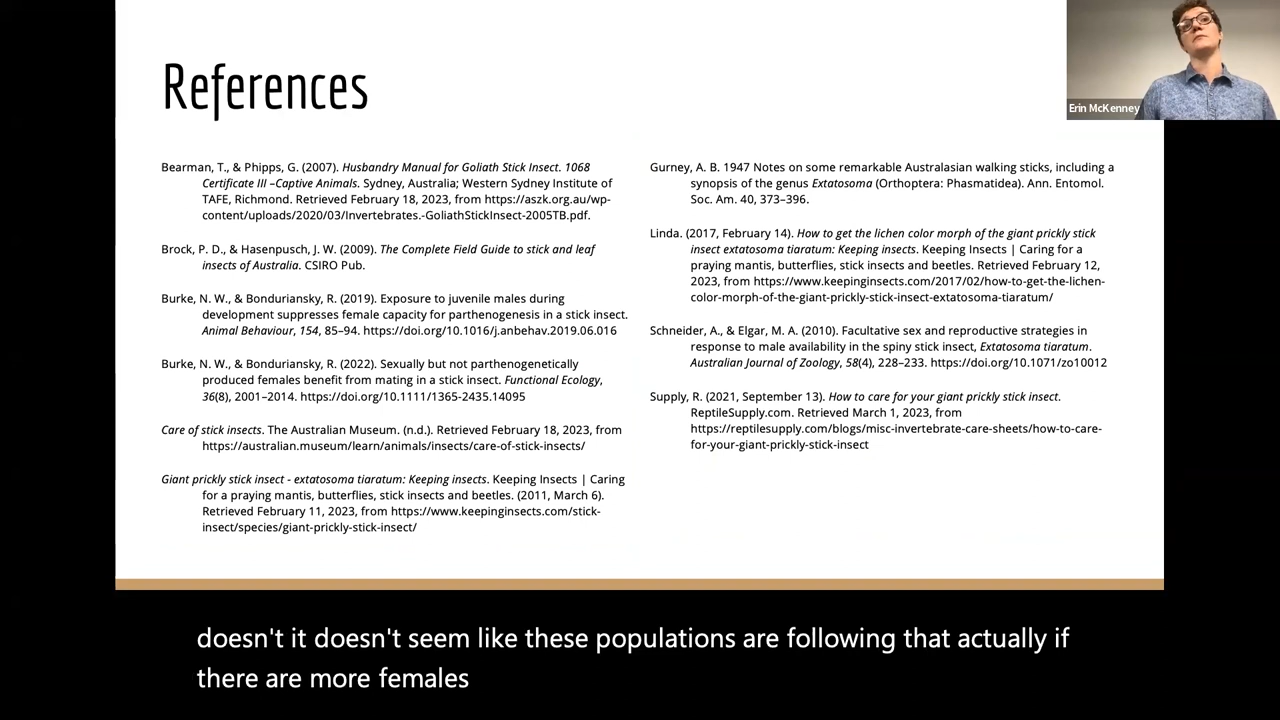 References
Erin McKenney
Bearman, T., & Phipps, G. (2007). Husbandry Manual for Goliath Stick Insect. 1068
Certificate III –Captive Animals. Sydney, Australia; Western Sydney Institute of
TAFE, Richmond. Retrieved February 18, 2023, from https://aszk.org.au/wp-
content/uploads/2020/03/Invertebrates.-GoliathStickInsect-2005TB.pdf.
Brock, P. D., & Hasenpusch, J. W. (2009). The Complete Field Guide to stick and leaf
insects of Australia. CSIRO Pub.
Burke, N. W., & Bonduriansky, R. (2019). Exposure to juvenile males during
development suppresses female capacity for parthenogenesis in a stick insect.
Animal Behaviour, 154, 85–94. https://doi.org/10.1016/j.anbehav.2019.06.016
Burke, N. W., & Bonduriansky, R. (2022). Sexually but not parthenogenetically
produced females benefit from mating in a stick insect. Functional Ecology,
36(8), 2001–2014. https://doi.org/10.1111/1365-2435.14095
Care of stick insects. The Australian Museum. (n.d.). Retrieved February 18, 2023, from
https://australian.museum/learn/animals/insects/care-of-stick-insects/
Giant prickly stick insect - extatosoma tiaratum: Keeping insects. Keeping Insects | Caring
for a praying mantis, butterflies, stick insects and beetles. (2011, March 6).
Retrieved February 11, 2023, from https://www.keepinginsects.com/stick-
insect/species/giant-prickly-stick-insect/
Gurney, A. B. 1947 Notes on some remarkable Australasian walking sticks, including a
synopsis of the genus Extatosoma (Orthoptera: Phasmatidea). Ann. Entomol.
Soc. Am. 40, 373–396.
Linda. (2017, February 14). How to get the lichen color morph of the giant prickly stick
insect extatosoma tiaratum: Keeping insects. Keeping Insects | Caring for a
praying mantis, butterflies, stick insects and beetles. Retrieved February 12,
2023, from https://www.keepinginsects.com/2017/02/how-to-get-the-lichen-
color-morph-of-the-giant-prickly-stick-insect-extatosoma-tiaratum/
Schneider, A., & Elgar, M. A. (2010). Facultative sex and reproductive strategies in
response to male availability in the spiny stick insect, Extatosoma tiaratum.
Australian Journal of Zoology, 58(4), 228–233. https://doi.org/10.1071/zo10012
Supply, R. (2021, September 13). How to care for your giant prickly stick insect.
ReptileSupply.com. Retrieved March 1, 2023, from
https://reptilesupply.com/blogs/misc-invertebrate-care-sheets/how-to-care-
for-your-giant-prickly-stick-insect
doesn't it doesn't seem like these populations are following that actually if
there are more females